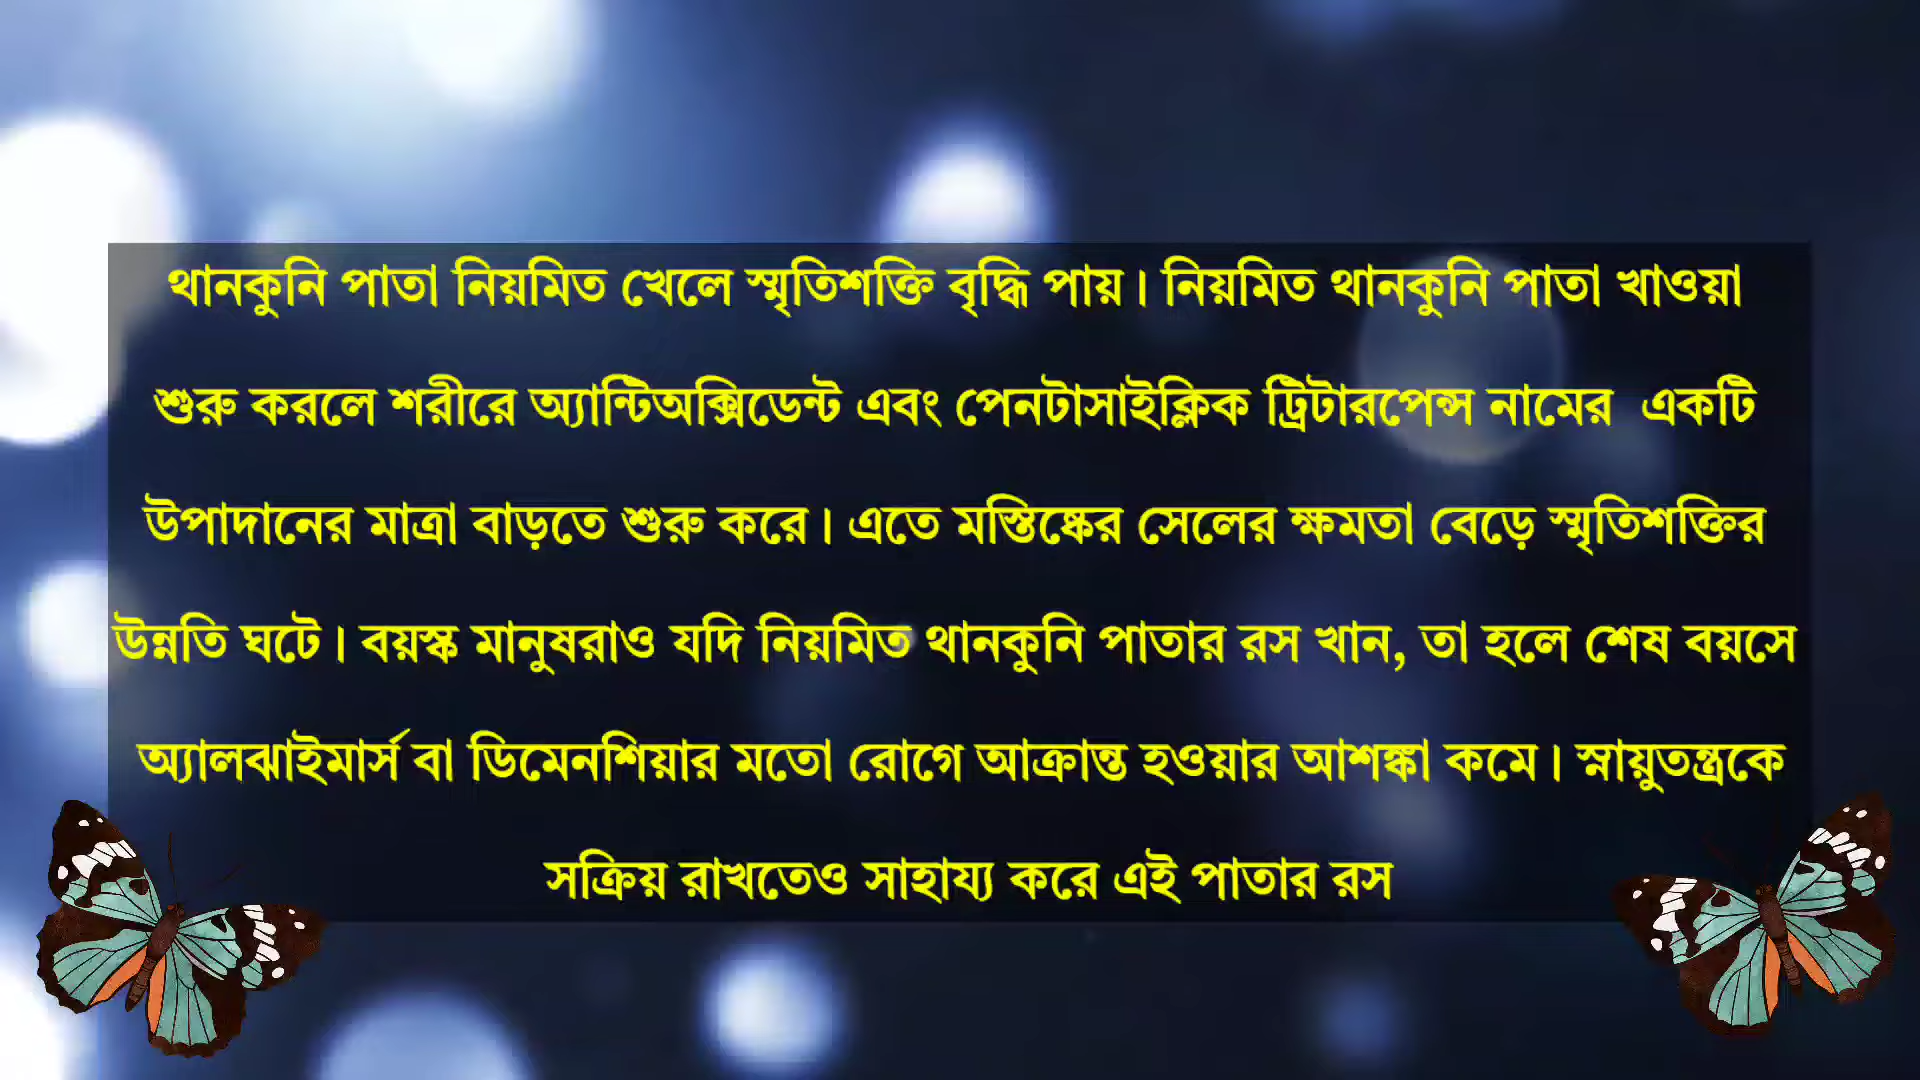 থানকুনি পাতা নিয়মিত খেলে স্মৃতিশক্তি বৃদ্ধি পায়। নিয়মিত থানকুনি পাতা খাওয়া
শুরু করলে শরীরে অ্যান্টিঅক্সিডেন্ট এবং পেনটাসাইক্লিক ট্রিটারপেন্স নামের একটি
উপাদানের মাত্রা বাড়তে শুরু করে। এতে মস্তিষ্কের সেলের ক্ষমতা বেড়ে স্মৃতিশক্তির
উন্নতি ঘটে। বয়স্ক মানুষরাও যদি নিয়মিত থানকুনি পাতার রস খান, তা হলে শেষ বয়সে
অ্যালঝাইমার্স বা ডিমেনশিয়ার মতো রোগে আক্রান্ত হওয়ার আশঙ্কা কমে। স্নায়ুতন্ত্রকে
সক্রিয় রাখতেও সাহায্য করে এই পাতার রস